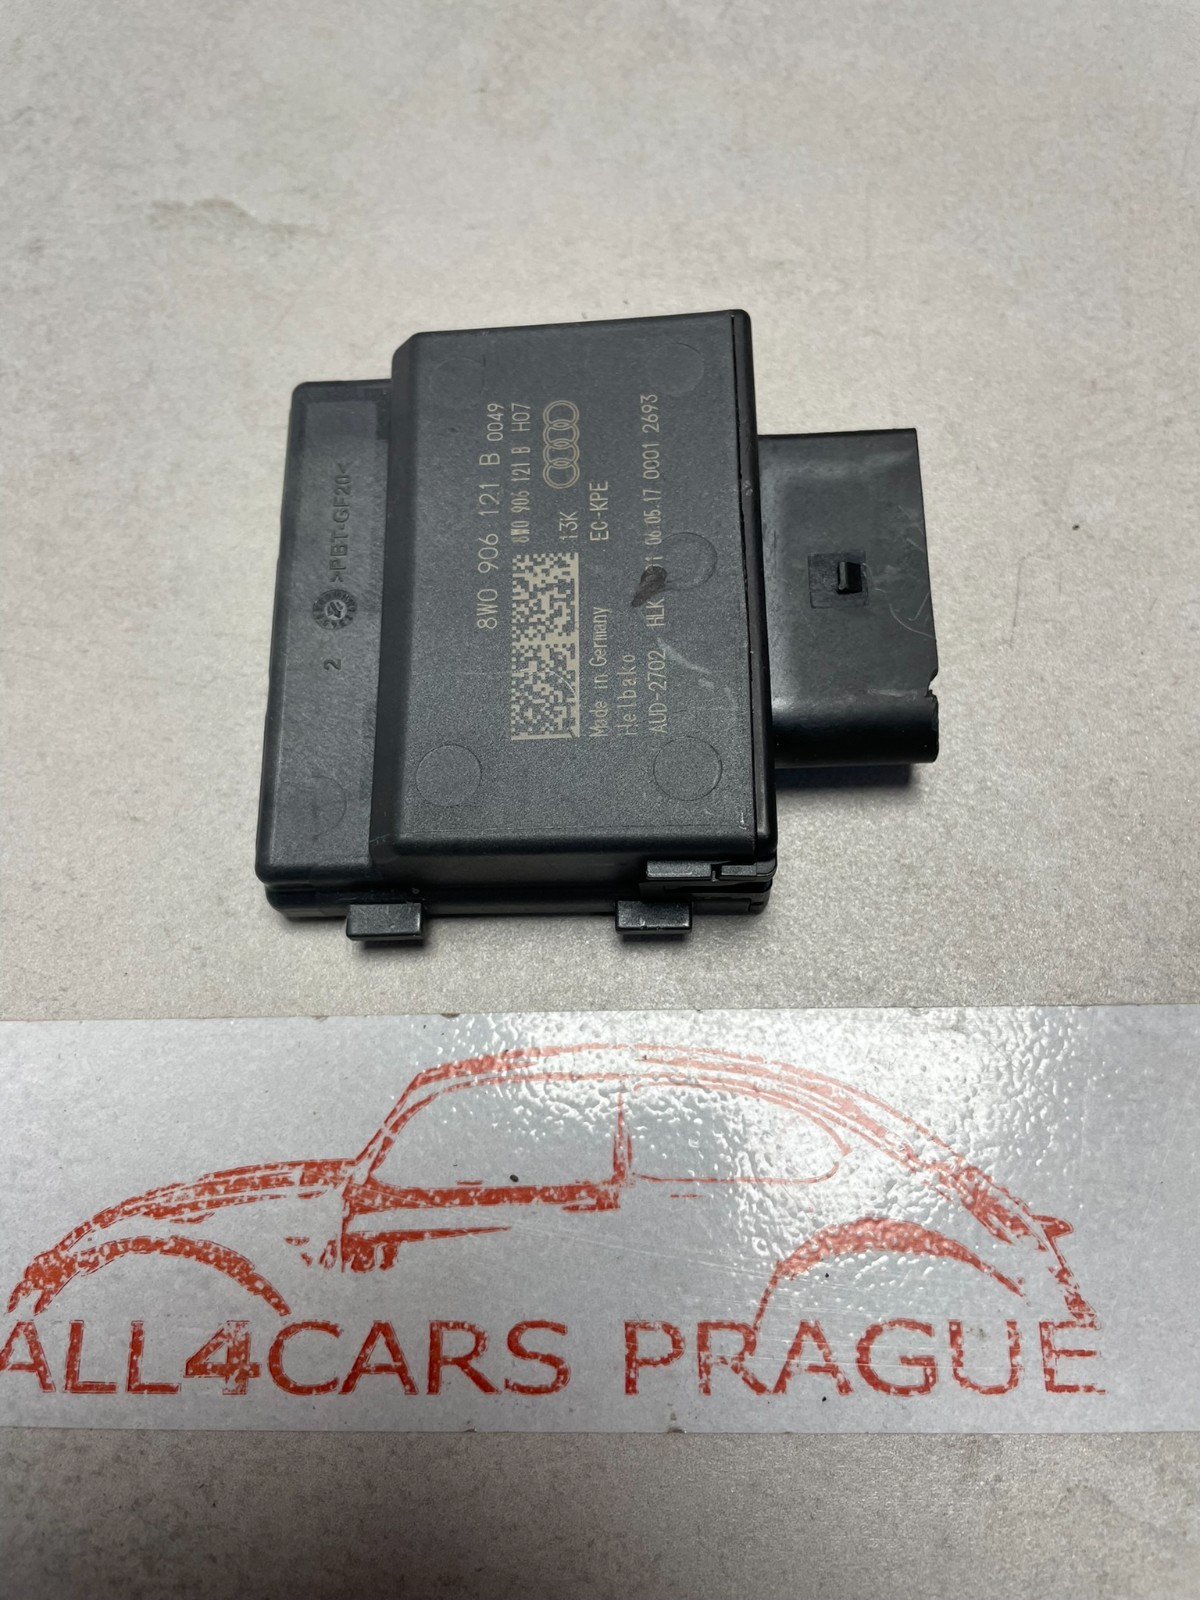 2 >PBT-GF20<
8W0 906 121 B 0049
8W0 906 121 B H07
13K
Made in Germany EC-KPE
Helbako
AUD-2702 HLK 06.05.17 0001 2693
ALL4CARS PRAGUE